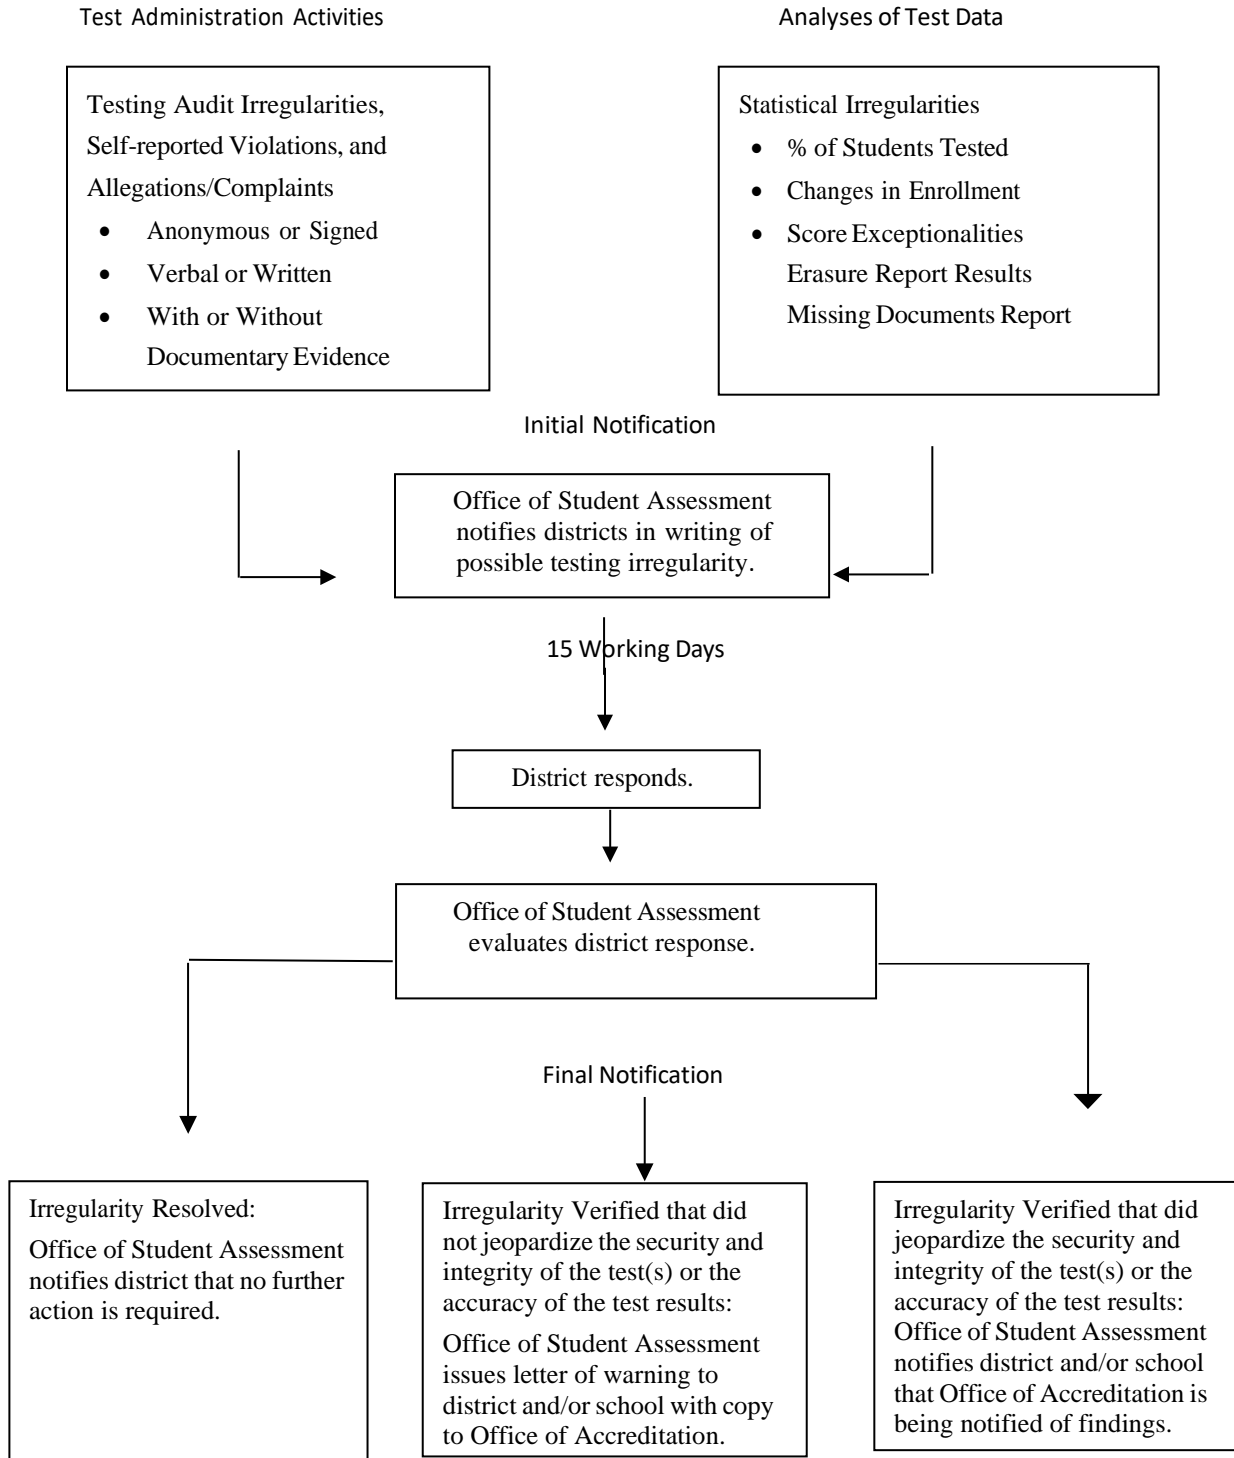 Test Administration Activities
Analyses of Test Data
Testing Audit Irregularities,
Self-reported Violations, and
Allegations/Complaints
• Anonymous or Signed
• Verbal or Written
• With or Without
Documentary Evidence
Statistical Irregularities
• % of Students Tested
• Changes in Enrollment
• Score Exceptionalities
Erasure Report Results
Missing Documents Report
Initial Notification
Office of Student Assessment
notifies districts in writing of
possible testing irregularity.
15 Working Days
District responds.
Office of Student Assessment
evaluates district response.
Final Notification
Irregularity Resolved:
Office of Student Assessment
notifies district that no further
action is required.
Irregularity Verified that did
not jeopardize the security and
integrity of the test(s) or the
accuracy of the test results:
Office of Student Assessment
issues letter of warning to
district and/or school with copy
to Office of Accreditation.
Irregularity Verified that did
jeopardize the security and
integrity of the test(s) or the
accuracy of the test results:
Office of Student Assessment
notifies district and/or school
that Office of Accreditation is
being notified of findings.